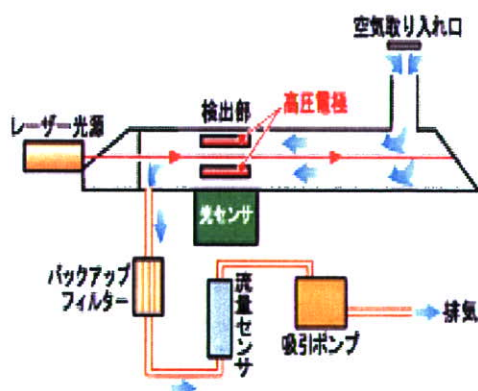 空気取り入れ口
検出部
高圧電極
レーザー光源
光センサ
バックアップ
フィルター
流量センサ
吸引ポンプ
排気